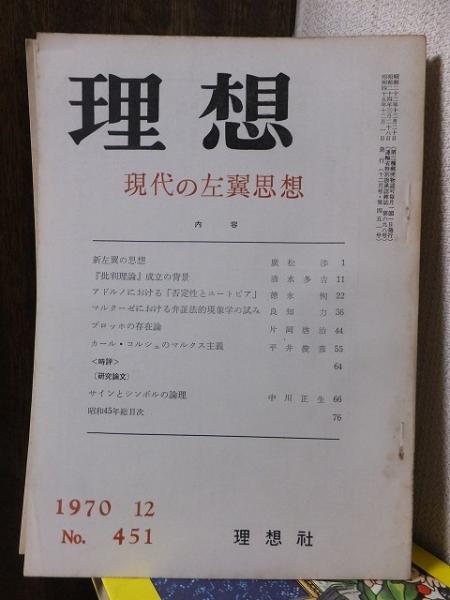 理想
現代の左翼思想
内容
新左翼の思想 廣松渉 1
『批判理論』成立の背景 清水多吉 11
アドルノにおける「否定性とユートピア」 徳永恂 22
マルクーゼにおける弁証法的現象学の試み 良知力 36
ブロッホの存在論 片岡啓治 44
カール・コルシュのマルクス主義 平井俊彦 55
<時評> 64
〔研究論文〕
サインとシンボルの論理 中川正生 66
昭和45年総目次 76
1970 12
No. 451
理想社